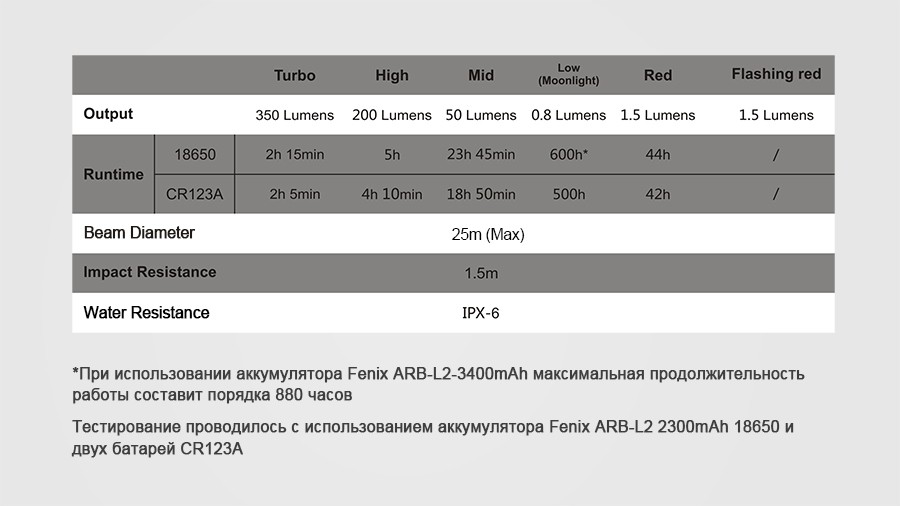 Turbo High Mid Low (Moonlight) Red Flashing red
Output 350 Lumens 200 Lumens 50 Lumens 0.8 Lumens 1.5 Lumens 1.5 Lumens
Runtime 18650 2h 15min 5h 23h 45min 600h* 44h /
CR123A 2h 5min 4h 10min 18h 50min 500h 42h /
Beam Diameter 25m (Max)
Impact Resistance 1.5m
Water Resistance IPX-6
*При использовании аккумулятора Fenix ARB-L2-3400mAh максимальная продолжительность
работы составит порядка 880 часов
Тестирование проводилось с использованием аккумулятора Fenix ARB-L2 2300mAh 18650 и
двух батарей CR123A